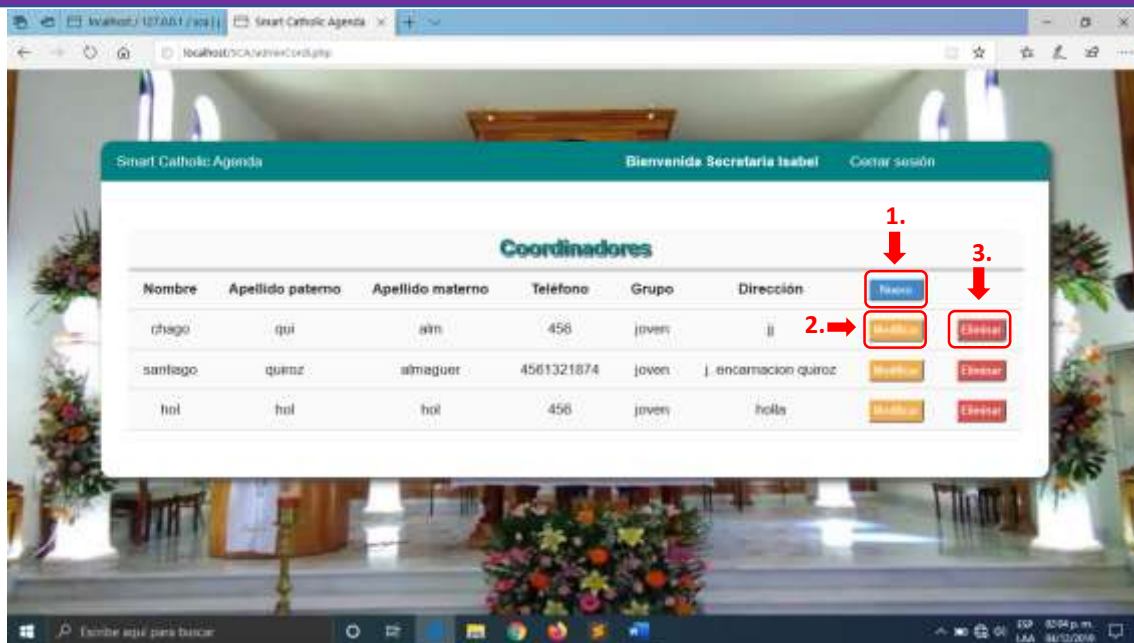 localhost / 127.0.0.1 / sca |
Smart Catholic Agenda
localhost/SCA/adminCordi.php
Smart Catholic Agenda
Bienvenida Secretaria Isabel
Cerrar sesión
1.
Coordinadores
3.
Nombre Apellido paterno Apellido materno Teléfono Grupo Dirección Nuevo
chago qui alm 456 joven jj 2. Modificar Eliminar
santiago quiroz almaguer 4561321874 joven j. encarnacion quiroz Modificar Eliminar
hol hol hol 456 joven holla Modificar Eliminar
Escribe aquí para buscar
ESP
LAA